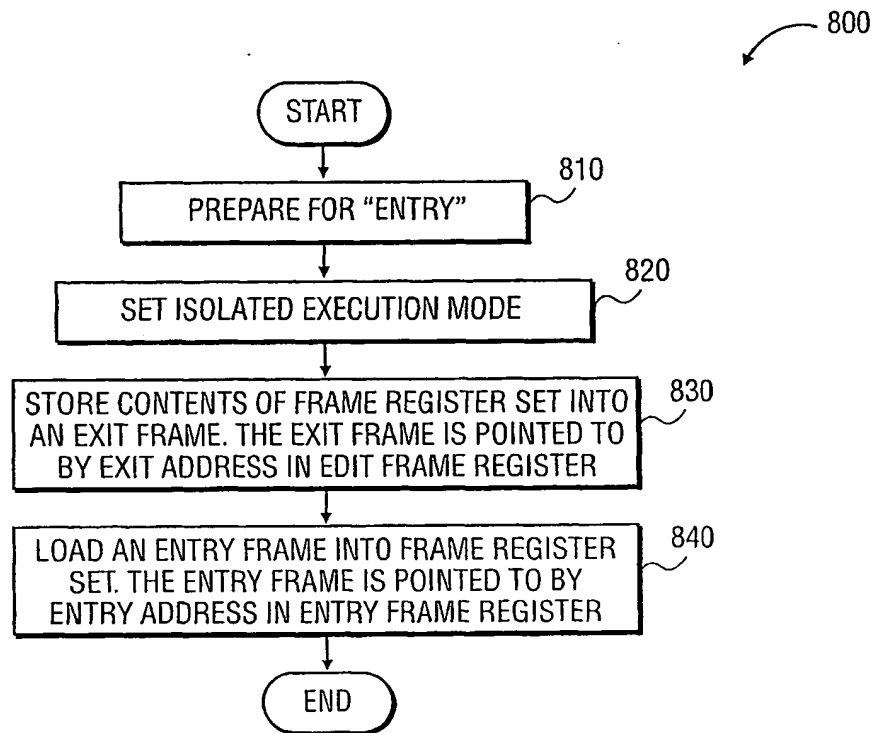 800
START
810
PREPARE FOR “ENTRY”
820
SET ISOLATED EXECUTION MODE
830
STORE CONTENTS OF FRAME REGISTER SET INTO
AN EXIT FRAME. THE EXIT FRAME IS POINTED TO
BY EXIT ADDRESS IN EDIT FRAME REGISTER
840
LOAD AN ENTRY FRAME INTO FRAME REGISTER
SET. THE ENTRY FRAME IS POINTED TO BY
ENTRY ADDRESS IN ENTRY FRAME REGISTER
END